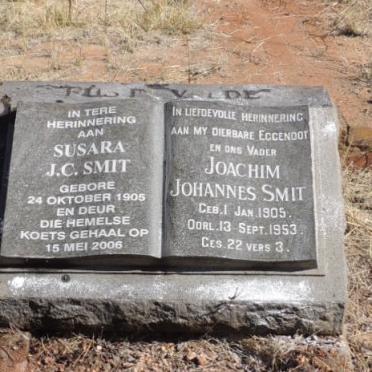 IN TERE
HERINNERING
AAN
SUSARA
J.C. SMIT
GEBORE
24 OKTOBER 1905
EN DEUR
DIE HEMELSE
KOETS GEHAAL OP
15 MEI 2006
IN LIEFDEVOLLE HERINNERING
AAN MY DIERBARE EGGENOOT
EN ONS VADER
JOACHIM
JOHANNES SMIT
GEB. 1 JAN. 1905.
OORL. 13 SEPT. 1953.
GES. 22 VERS 3.